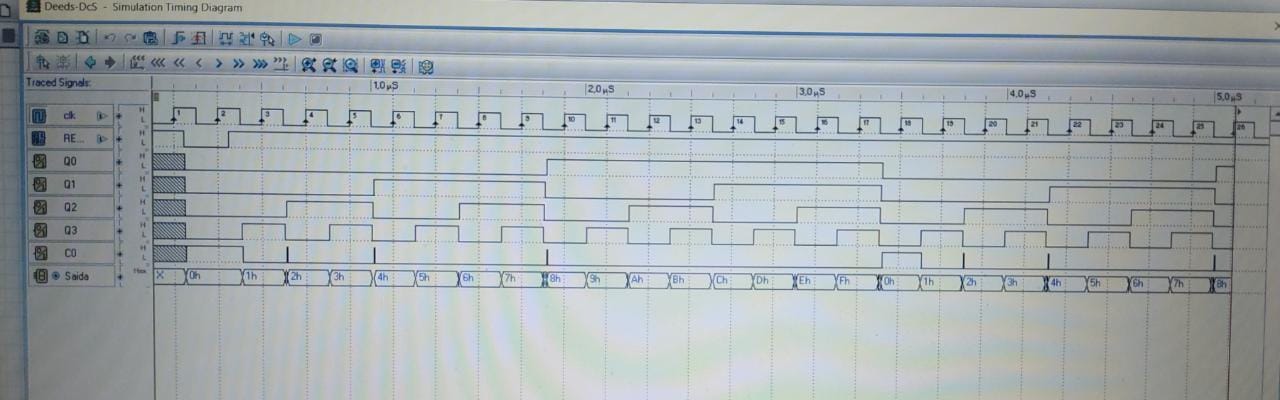 Deeds-DcS - Simulation Timing Diagram
Traced Signals:
1,0 µS 2,0 µS 3,0 µS 4,0 µS 5,0 µS
clk H L 1 2 3 4 5 6 7 8 9 10 11 12 13 14 15 16 17 18 19 20 21 22 23 24 25 26
RE... H L
Q0 H L
Q1 H L
Q2 H L
Q3 H L
C0 H L
Saida Hex X 0h 1h 2h 3h 4h 5h 6h 7h 8h 9h Ah Bh Ch Dh Eh Fh 0h 1h 2h 3h 4h 5h 6h 7h 8h